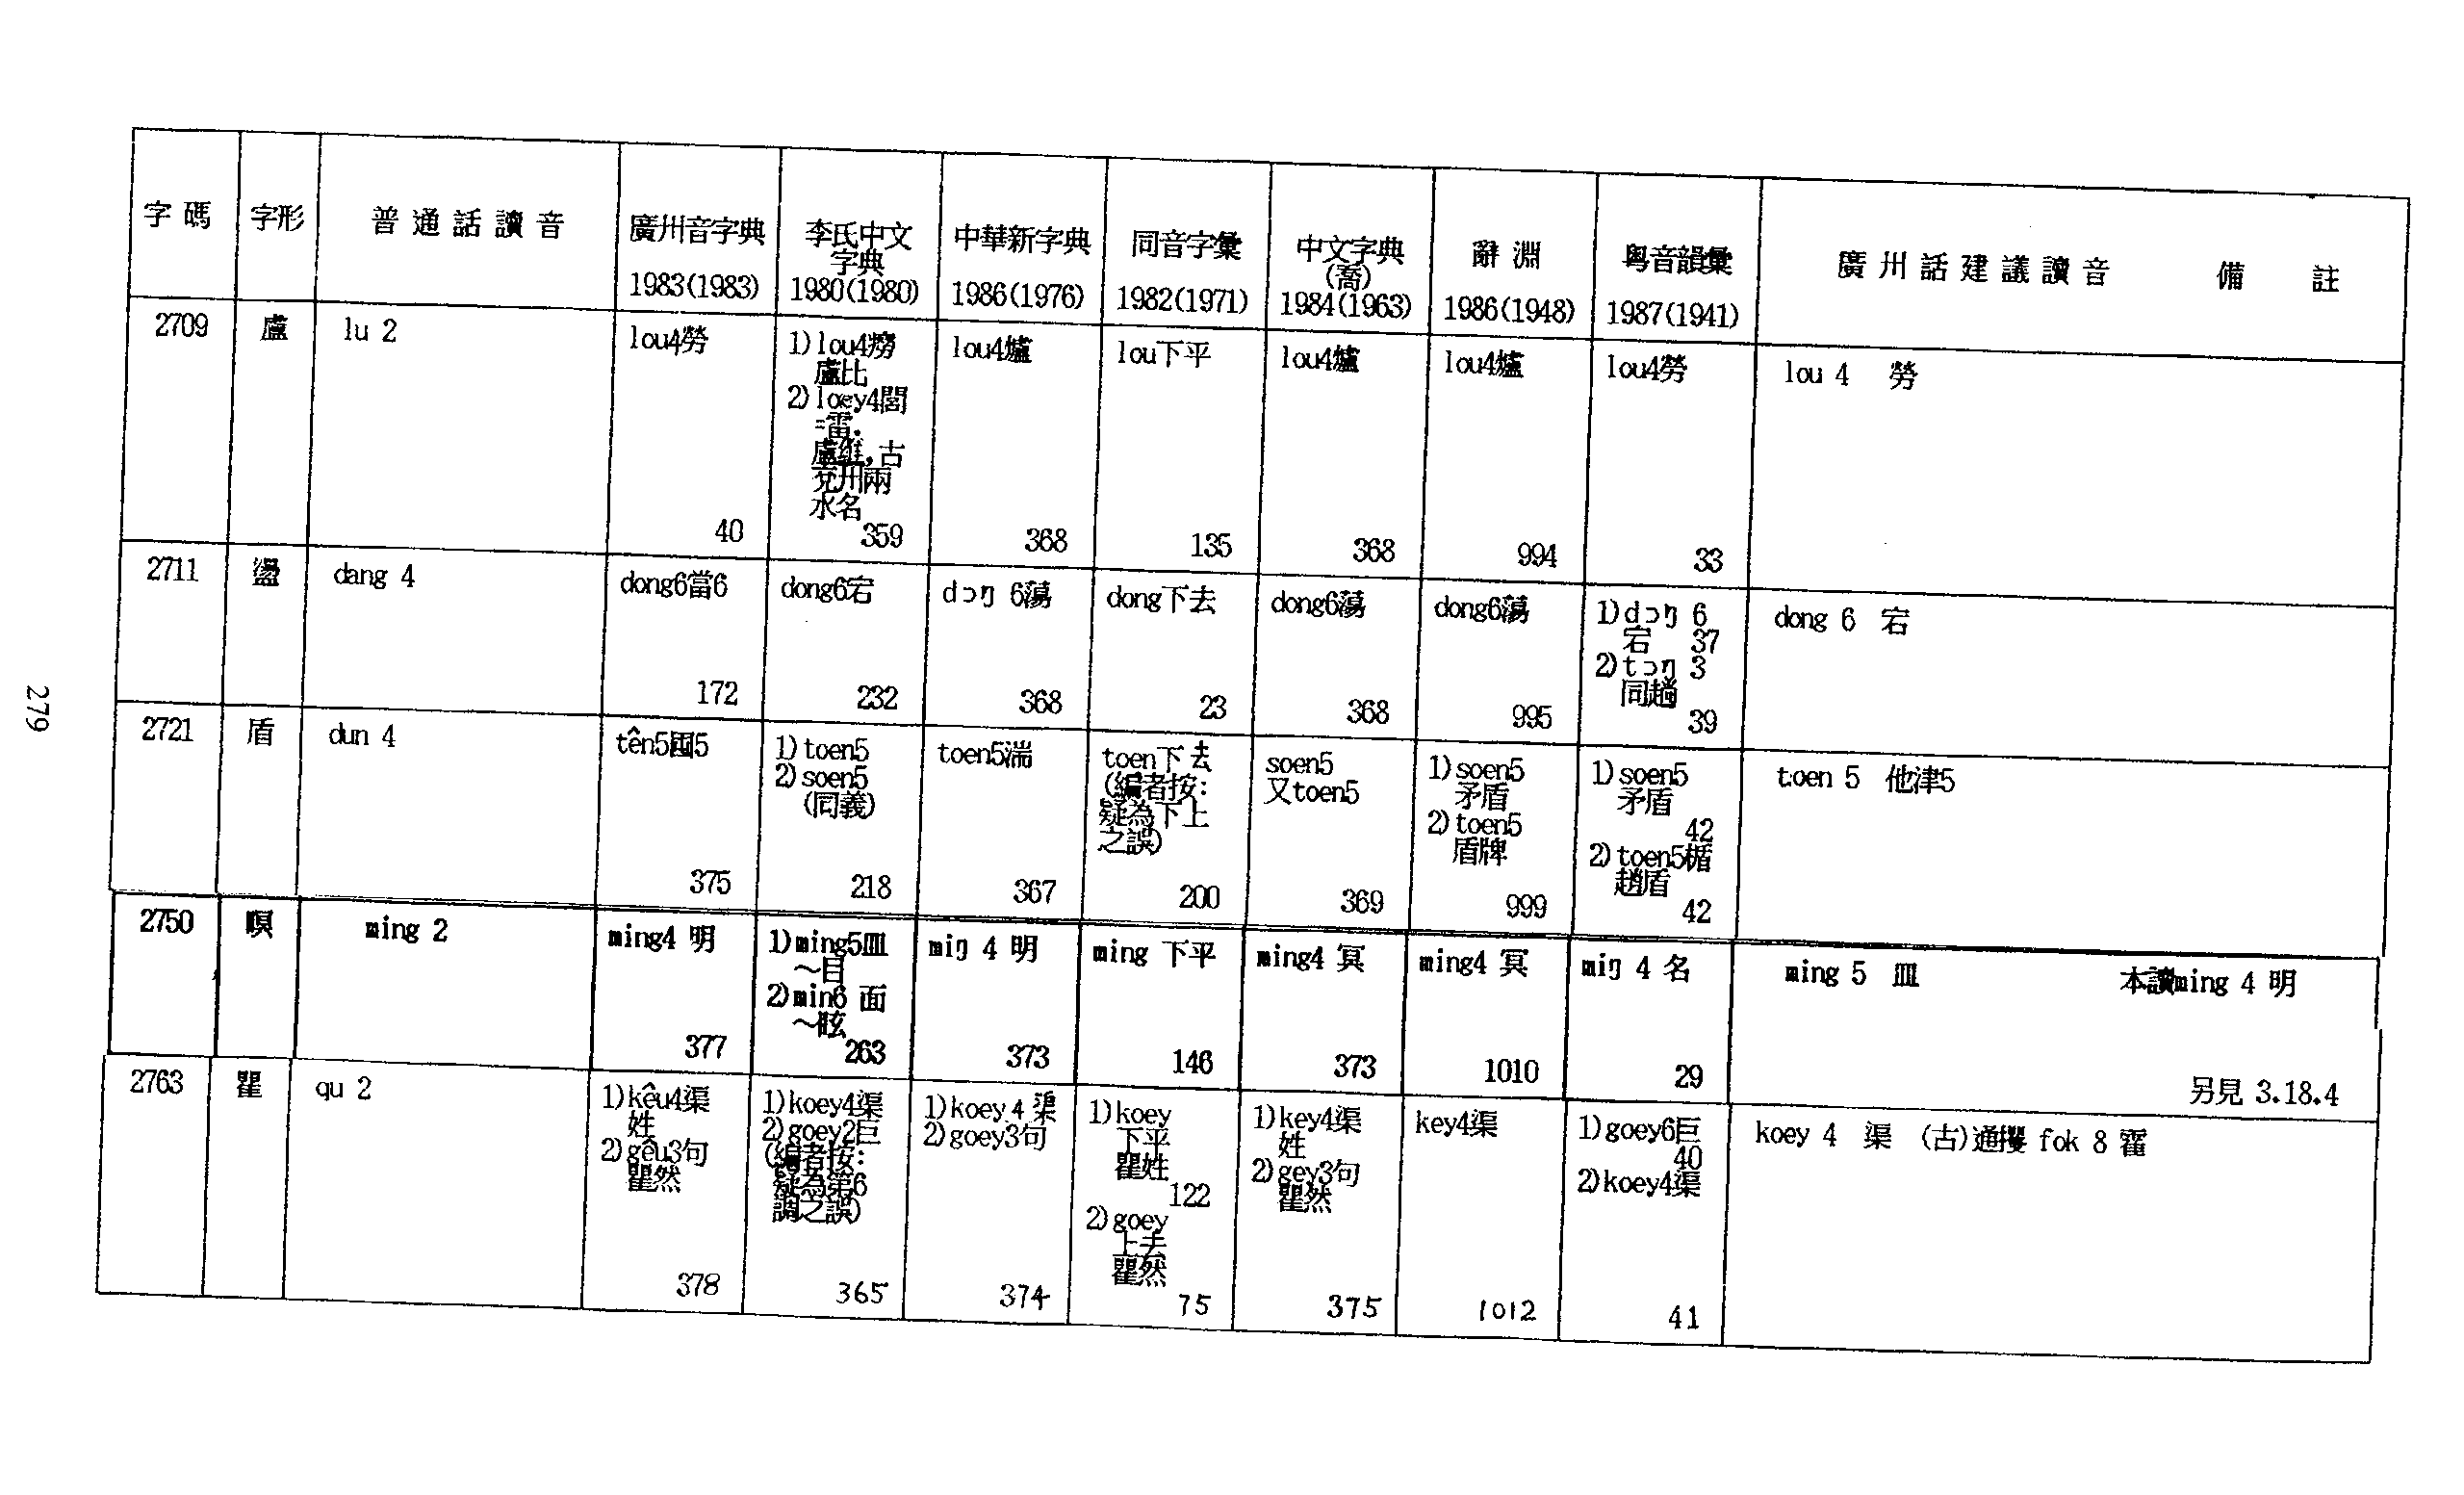 字碼 字形 普通話讀音 廣州音字典 李氏中文 中華新字典 同音字彙 中文字典 辭淵 粵音韻彙 廣州話建議讀音 備註
字典 (喬)
1983(1983) 1980(1980) 1986(1976) 1982(1971) 1984(1963) 1986(1948) 1987(1941)
2709 盧 lu 2
lou4勞
40
1)lou4癆
盧比
2)loey4閭
=雷.
盧維,古
兗州兩
水名
359
lou4爐
368
lou下平
135
lou4爐
368
lou4爐
994
lou4勞
33
lou 4 勞
2711 盪 dang 4
dong6當6
172
dong6宕
232
dɔŋ 6蕩
368
dong下去
23
dong6蕩
368
dong6蕩
995
1)dɔŋ 6
宕 37
2)tɔŋ 3
同趟
39
dong 6 宕
2721 盾 dun 4
tên5
375
1)toen5
2)soen5
(同義)
218
toen5湍
367
toen下去
(編者按:
疑為下上
之誤)
200
soen5
又toen5
369
1)soen5
矛盾
2)toen5
盾牌
999
1)soen5
矛盾
42
2)toen5楯
趙盾
42
toen 5 他津5
2750 瞑 ming 2
ming4 明
377
1)ming5皿
～目
2)min6 面
～眩
263
miŋ 4 明
373
ming 下平
146
ming4 冥
373
ming4 冥
1010
miŋ 4 名
29
ming 5 皿 本讀ming 4 明
另見 3.18.4
2763 瞿 qu 2
1)kêu4渠
姓
2)gêu3句
瞿然
378
1)koey4渠
2)goey2巨
(編者按:
疑為第6
調之誤)
365
1)koey 4 渠
2)goey3句
374
1)koey
下平
瞿姓
122
2)goey
上去
瞿然
75
1)key4渠
姓
2)gey3句
瞿然
375
key4渠
1012
1)goey6巨
40
2)koey4渠
41
koey 4 渠 (古)通攫 fok 8 霍
279